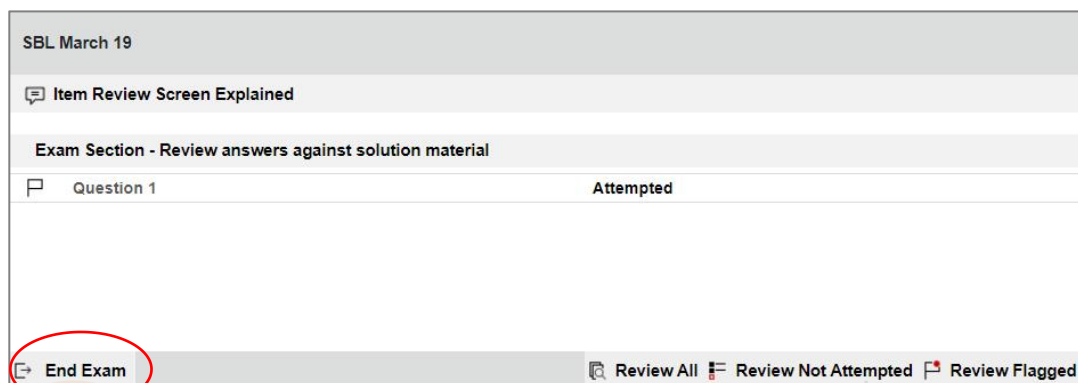 SBL March 19
Item Review Screen Explained
Exam Section - Review answers against solution material
Question 1 Attempted
End Exam Review All Review Not Attempted Review Flagged